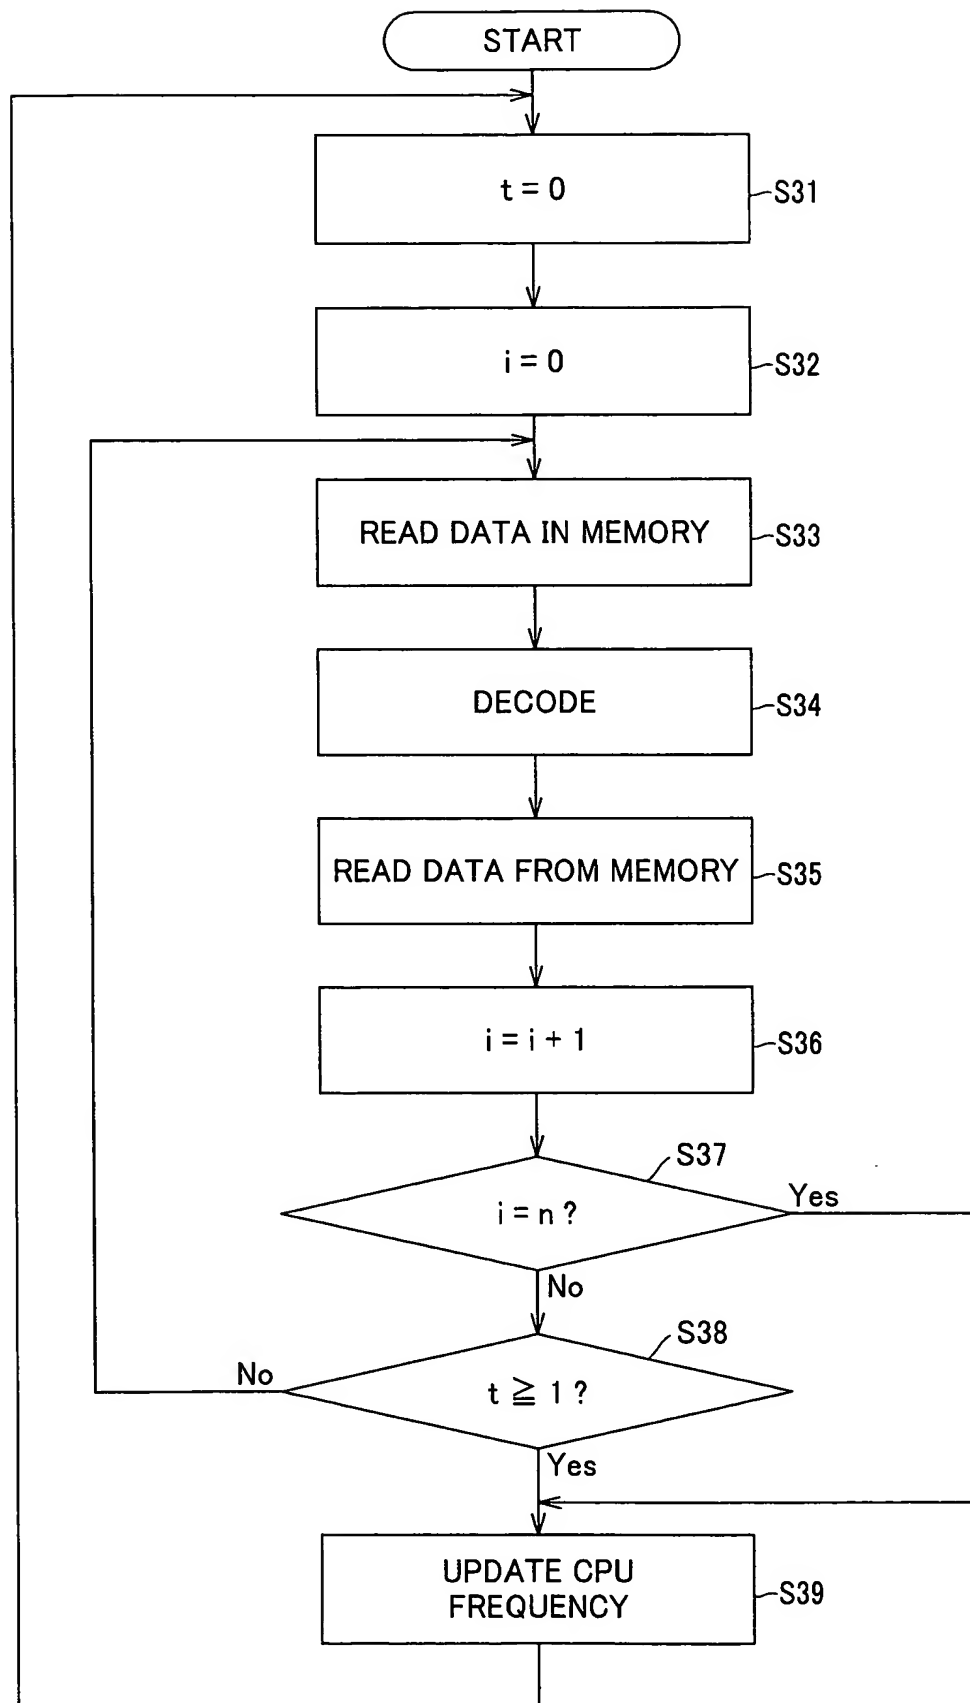 START
t = 0
S31
i = 0
S32
READ DATA IN MEMORY
S33
DECODE
S34
READ DATA FROM MEMORY
S35
i = i + 1
S36
S37
i = n ?
Yes
No
S38
t ≧ 1 ?
No
Yes
UPDATE CPU
FREQUENCY
S39